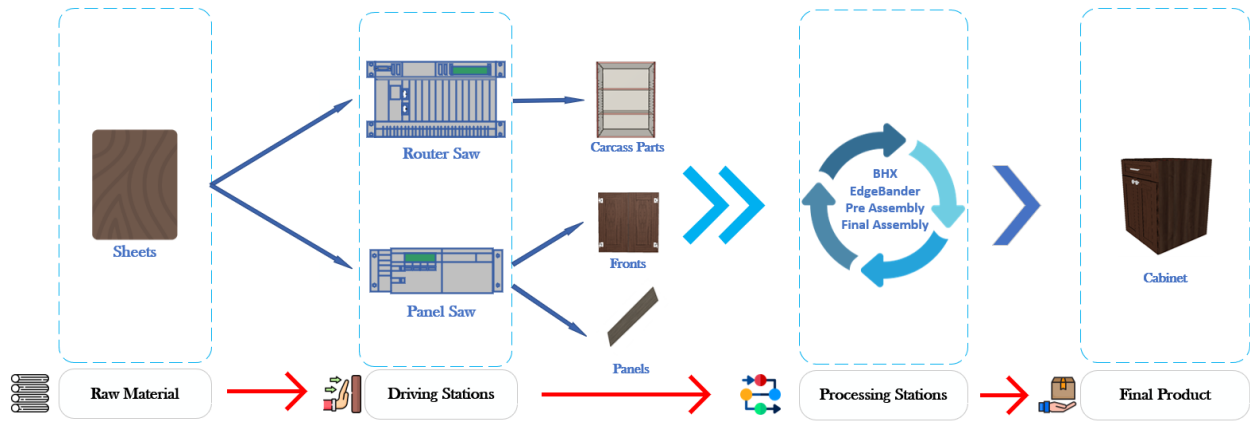 Sheets
Router Saw
Panel Saw
Carcass Parts
Fronts
Panels
BHX
EdgeBander
Pre Assembly
Final Assembly
Cabinet
Raw Material
Driving Stations
Processing Stations
Final Product